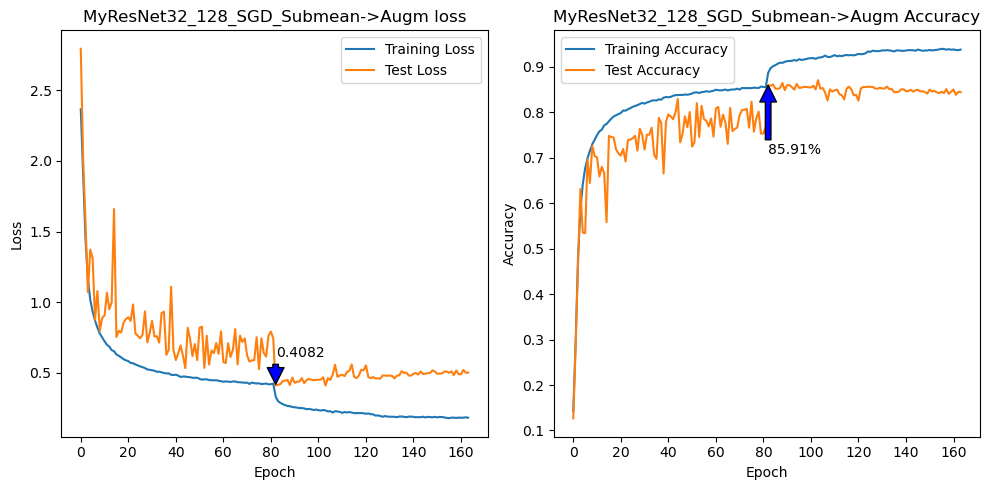 MyResNet32_128_SGD_Submean->Augm loss
Training Loss
Test Loss
2.5
2.0
1.5
1.0
0.5
Loss
0.4082
0 20 40 60 80 100 120 140 160
Epoch
MyResNet32_128_SGD_Submean->Augm Accuracy
Training Accuracy
Test Accuracy
0.9
0.8
0.7
0.6
0.5
0.4
0.3
0.2
0.1
Accuracy
85.91%
0 20 40 60 80 100 120 140 160
Epoch